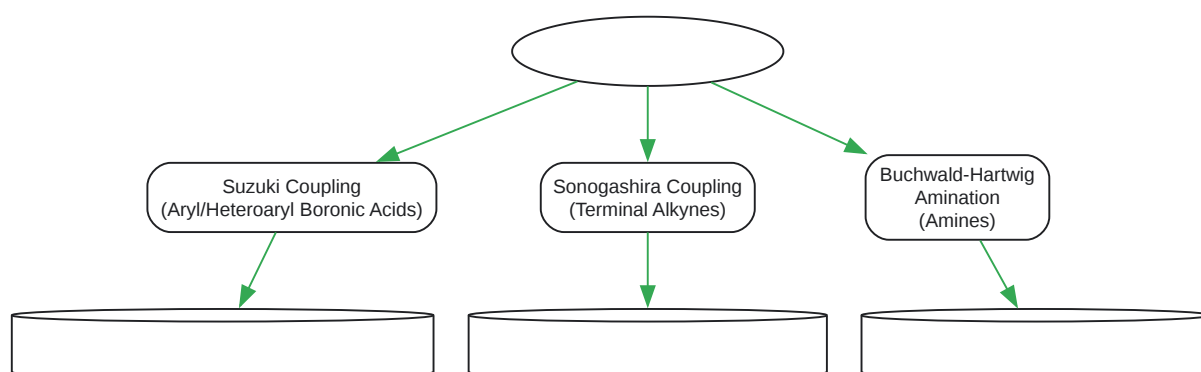 Suzuki Coupling
(Aryl/Heteroaryl Boronic Acids)
Sonogashira Coupling
(Terminal Alkynes)
Buchwald-Hartwig
Amination
(Amines)